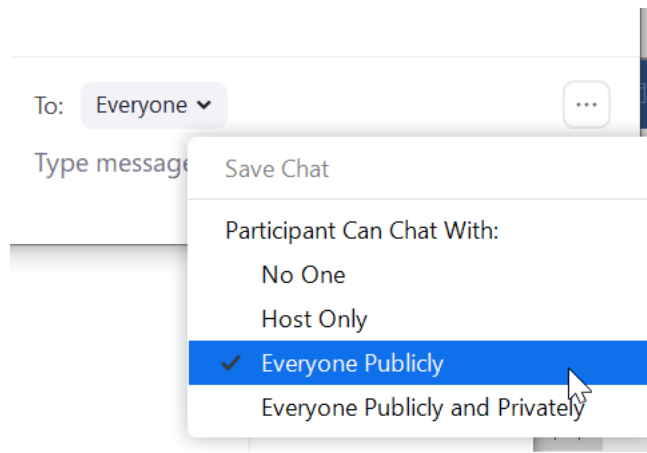 To: Everyone
Type message
Save Chat
Participant Can Chat With:
No One
Host Only
Everyone Publicly
Everyone Publicly and Privately